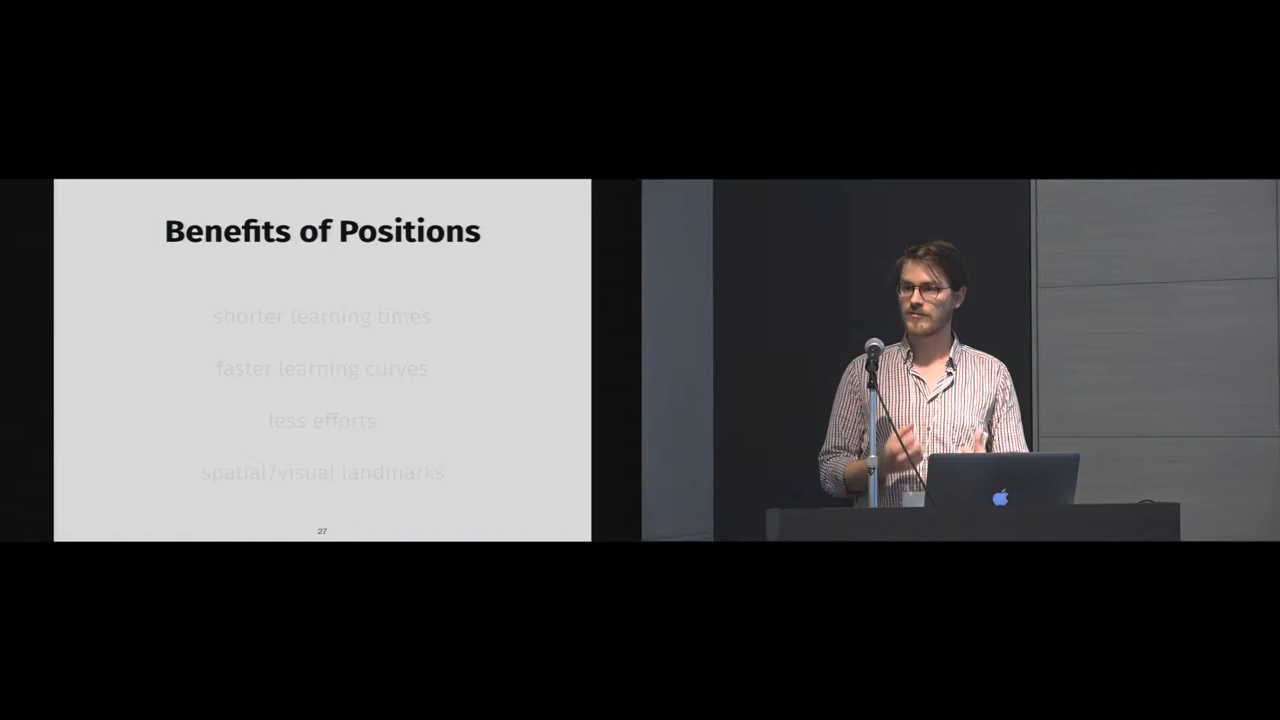 Benefits of Positions
shorter learning times
faster learning curves
less efforts
spatial/visual landmarks
27